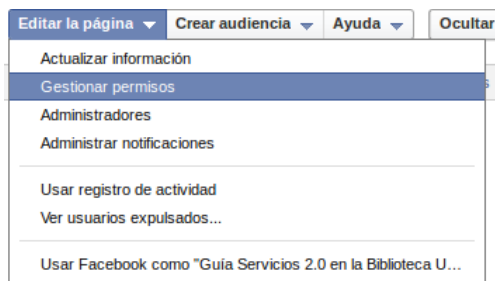 Editar la página Crear audiencia Ayuda Ocultar
Actualizar información
Gestionar permisos
Administradores
Administrar notificaciones
Usar registro de actividad
Ver usuarios expulsados...
Usar Facebook como "Guía Servicios 2.0 en la Biblioteca U...